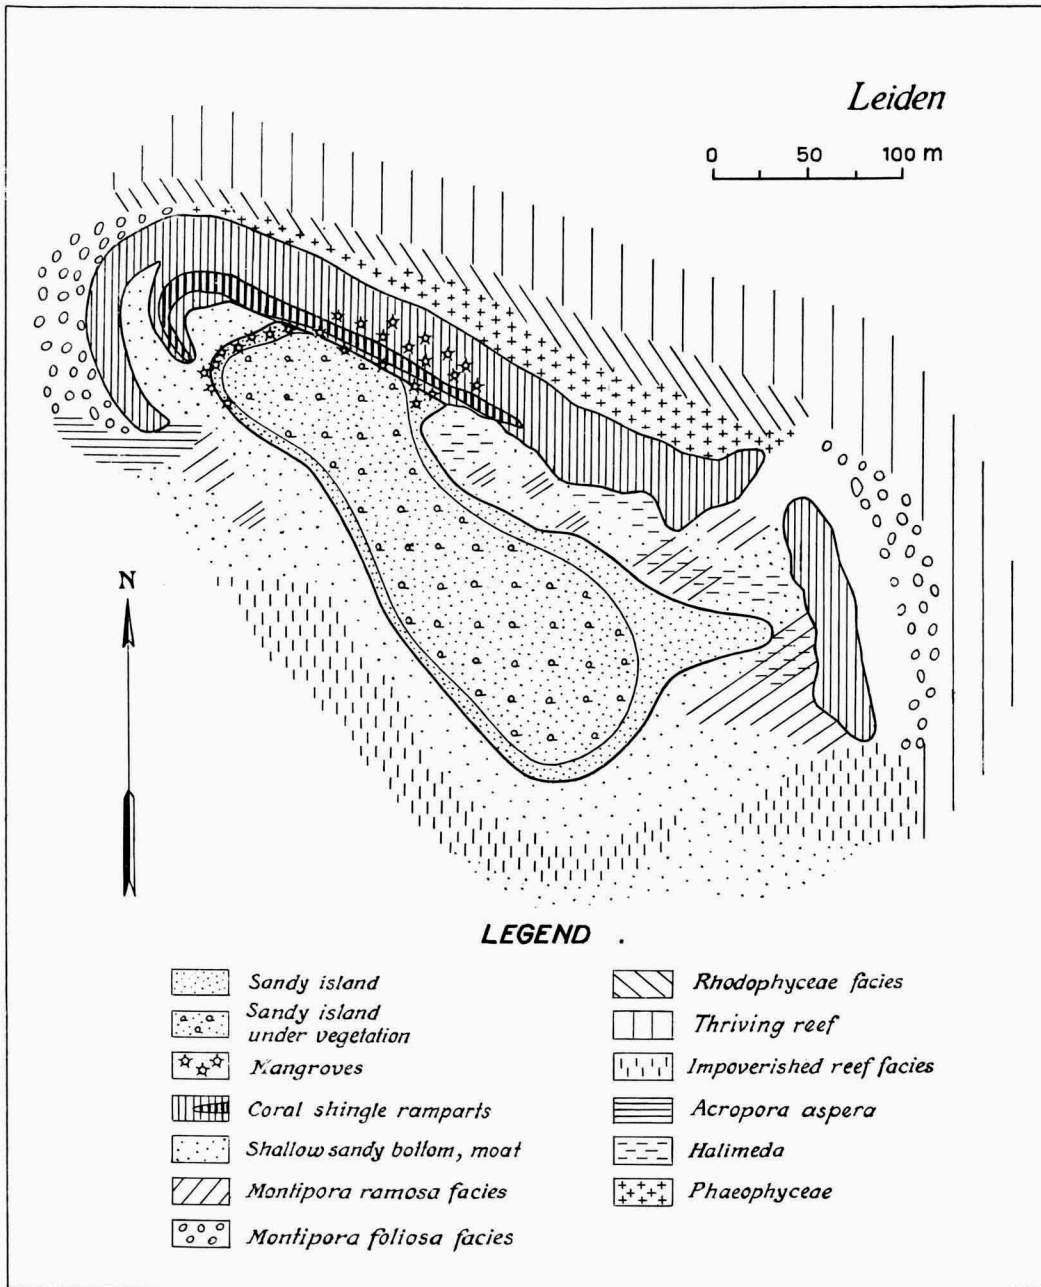 Leiden
0 50 100 m
N
LEGEND .
Sandy island
Sandy island
under vegetation
Mangroves
Coral shingle ramparts
Shallow sandy bottom, moat
Montipora ramosa facies
Montipora foliosa facies
Rhodophyceae facies
Thriving reef
Impoverished reef facies
Acropora aspera
Halimeda
Phaeophyceae